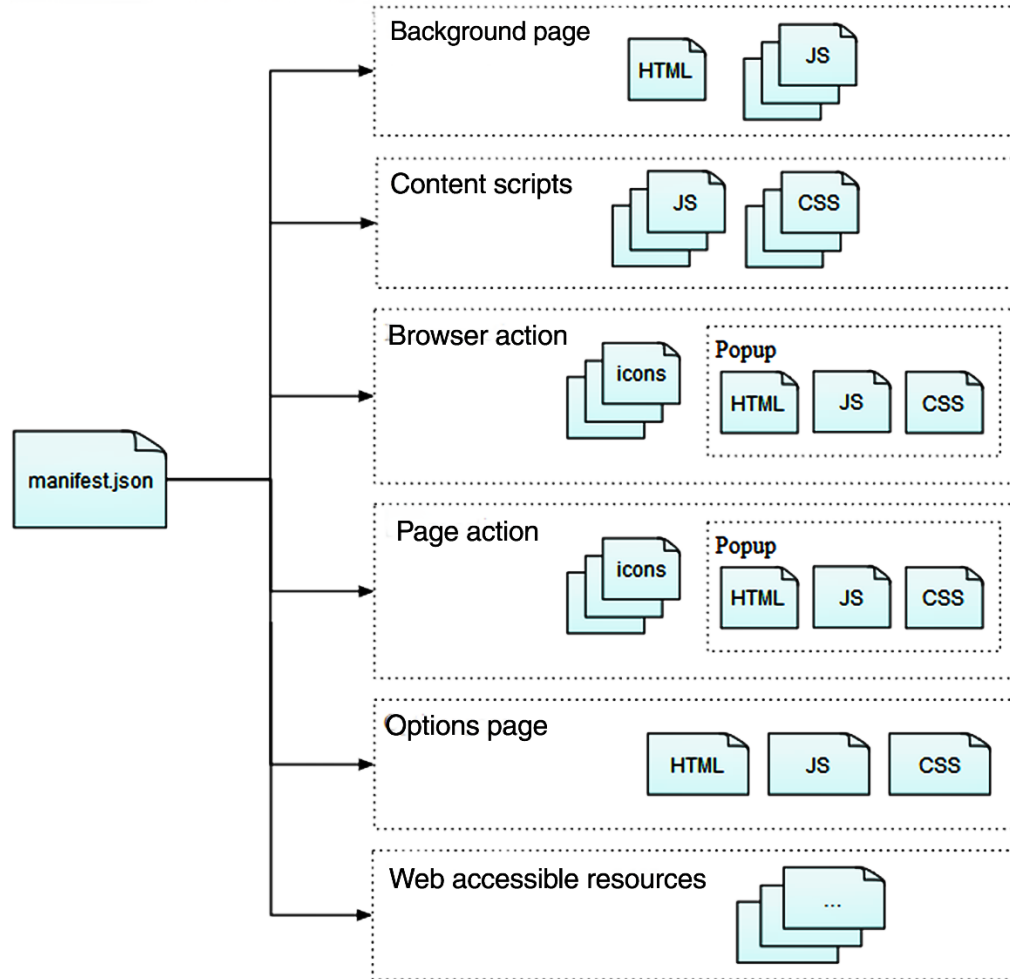 Background page
HTML
JS
Content scripts
JS
CSS
Browser action
icons
Popup
HTML
JS
CSS
manifest.json
Page action
icons
Popup
HTML
JS
CSS
Options page
HTML
JS
CSS
Web accessible resources
...